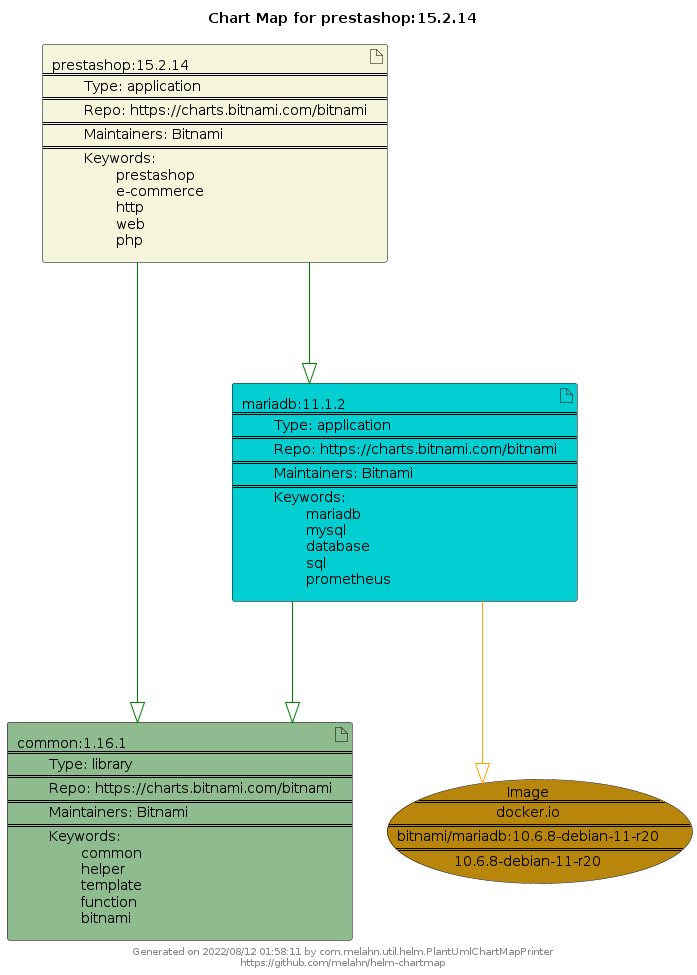 Chart Map for prestashop:15.2.14
prestashop:15.2.14
Type: application
Repo: https://charts.bitnami.com/bitnami
Maintainers: Bitnami
Keywords:
prestashop
e-commerce
http
web
php
mariadb:11.1.2
Type: application
Repo: https://charts.bitnami.com/bitnami
Maintainers: Bitnami
Keywords:
mariadb
mysql
database
sql
prometheus
common:1.16.1
Type: library
Repo: https://charts.bitnami.com/bitnami
Maintainers: Bitnami
Keywords:
common
helper
template
function
bitnami
Image
docker.io
bitnami/mariadb:10.6.8-debian-11-r20
10.6.8-debian-11-r20
Generated on 2022/08/12 01:58:11 by com.melahn.util.helm.PlantUmlChartMapPrinter
https://github.com/melahn/helm-chartmap